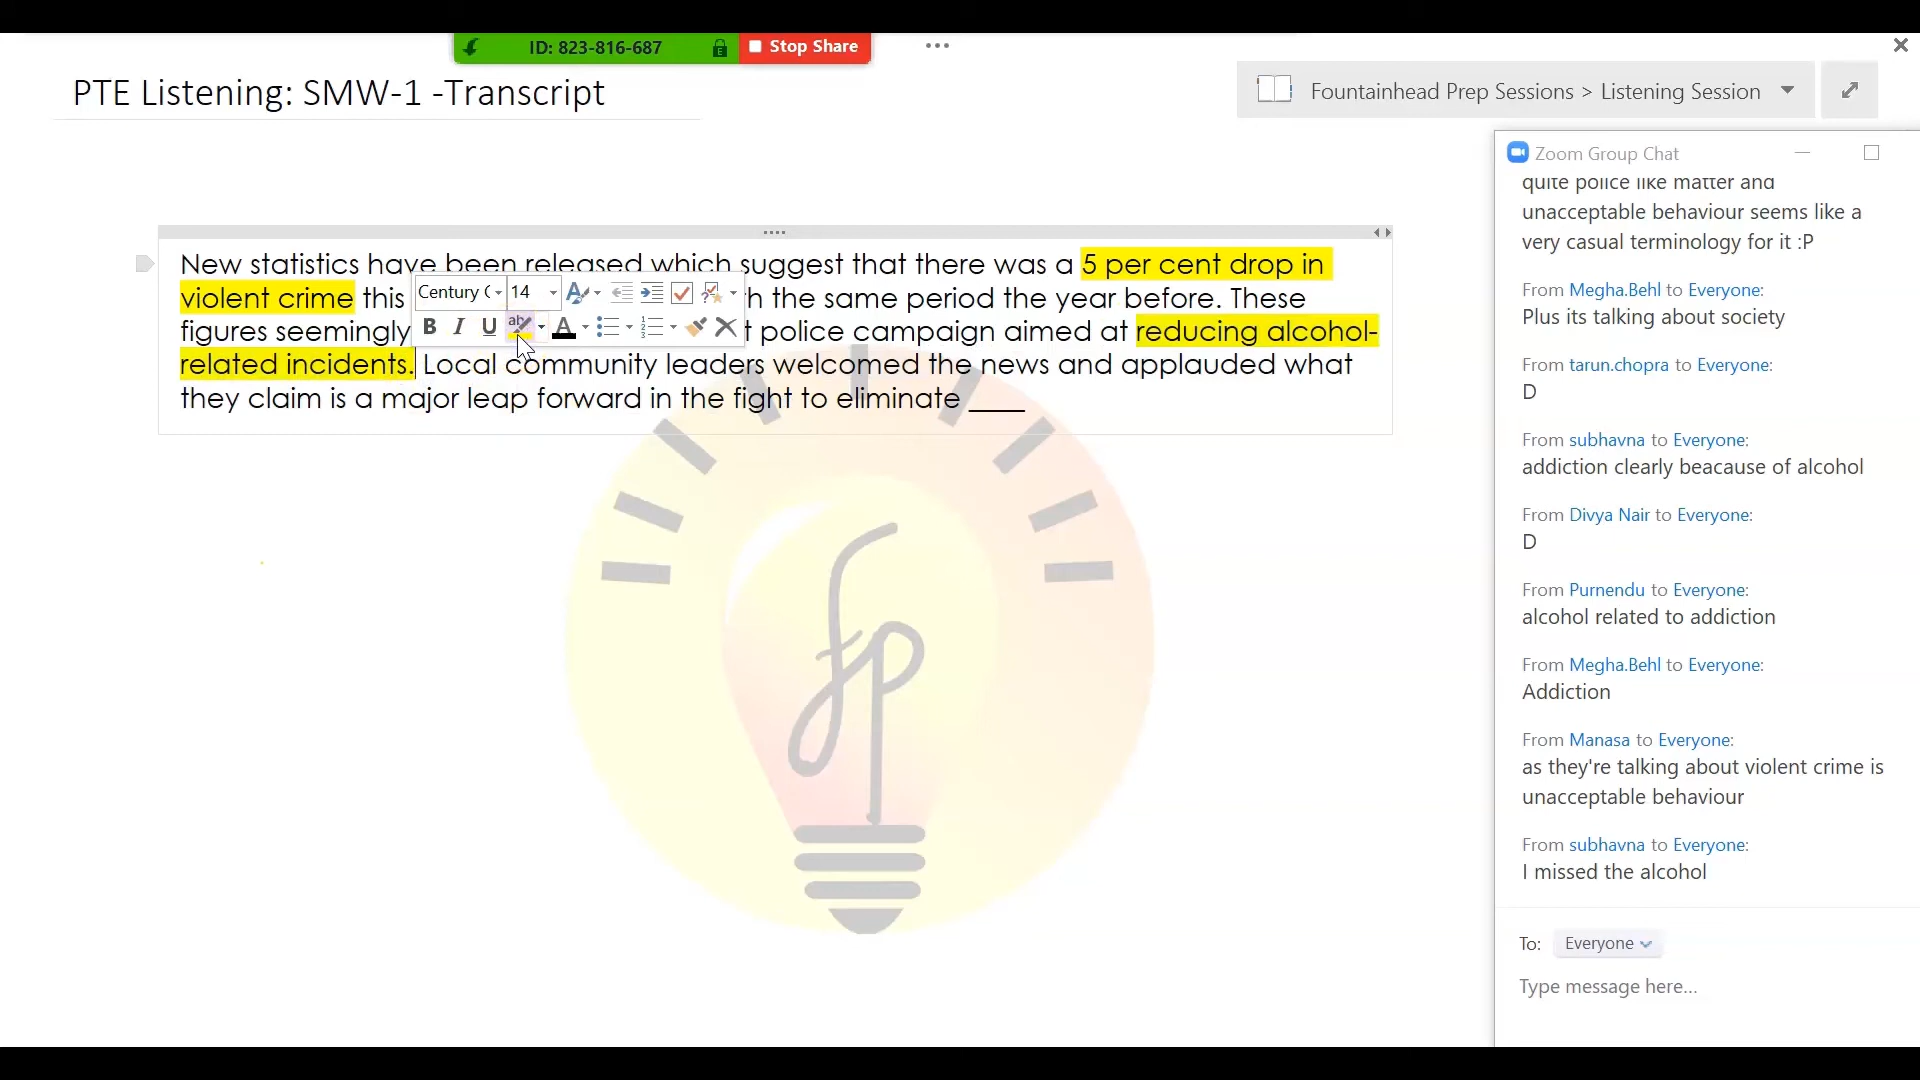 ID: 823-816-687
Stop Share
PTE Listening: SMW-1 -Transcript
Fountainhead Prep Sessions > Listening Session
Zoom Group Chat
quite police like matter and
unacceptable behaviour seems like a
very casual terminology for it :P
New statistics have been released which suggest that there was a 5 per cent drop in
violent crime this h the same period the year before. These
figures seemingly t police campaign aimed at reducing alcohol-
related incidents. Local community leaders welcomed the news and applauded what
they claim is a major leap forward in the fight to eliminate ____
Century G 14
B I U ab A
fp
From Megha.Behl to Everyone:
Plus its talking about society
From tarun.chopra to Everyone:
D
From subhavna to Everyone:
addiction clearly beacause of alcohol
From Divya Nair to Everyone:
D
From Purnendu to Everyone:
alcohol related to addiction
From Megha.Behl to Everyone:
Addiction
From Manasa to Everyone:
as they're talking about violent crime is
unacceptable behaviour
From subhavna to Everyone:
I missed the alcohol
To: Everyone
Type message here...